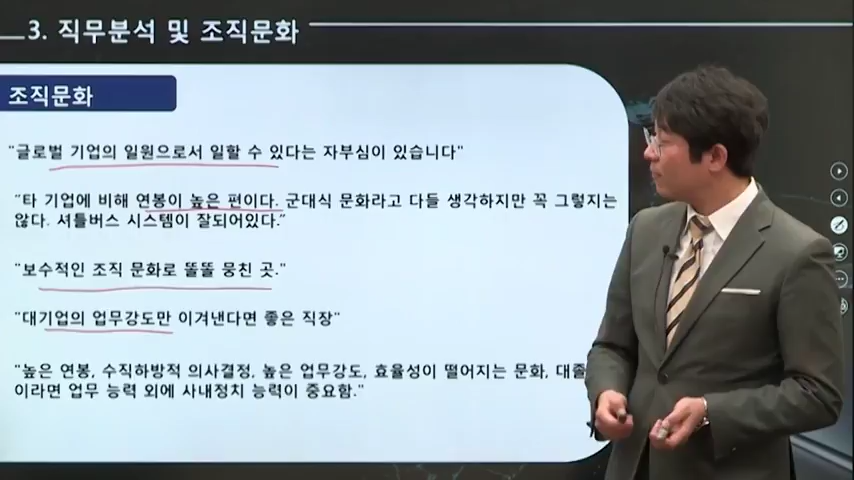 3. 직무분석 및 조직문화
조직문화
"글로벌 기업의 일원으로서 일할 수 있다는 자부심이 있습니다"
"타 기업에 비해 연봉이 높은 편이다. 군대식 문화라고 다들 생각하지만 꼭 그렇지는
않다. 셔틀버스 시스템이 잘되어있다."
"보수적인 조직 문화로 똘똘 뭉친 곳."
"대기업의 업무강도만 이겨낸다면 좋은 직장"
"높은 연봉, 수직하방적 의사결정, 높은 업무강도, 효율성이 떨어지는 문화, 대졸
이라면 업무 능력 외에 사내정치 능력이 중요함."